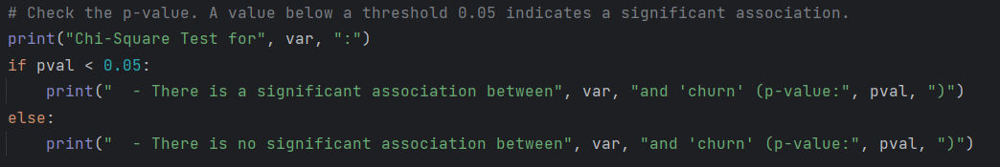 # Check the p-value. A value below a threshold 0.05 indicates a significant association.
print("Chi-Square Test for", var, ":")
if pval < 0.05:
    print("  - There is a significant association between", var, "and 'churn' (p-value:", pval, ")")
else:
    print("  - There is no significant association between", var, "and 'churn' (p-value:", pval, ")")